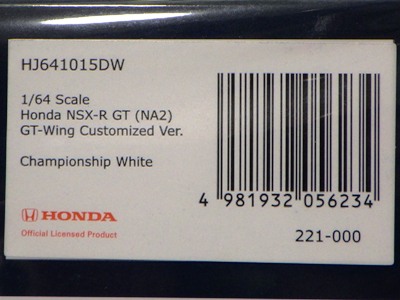 HJ641015DW
1/64 Scale
Honda NSX-R GT (NA2)
GT-Wing Customized Ver.
Championship White
4 981932 056234
HONDA
Official Licensed Product
221-000